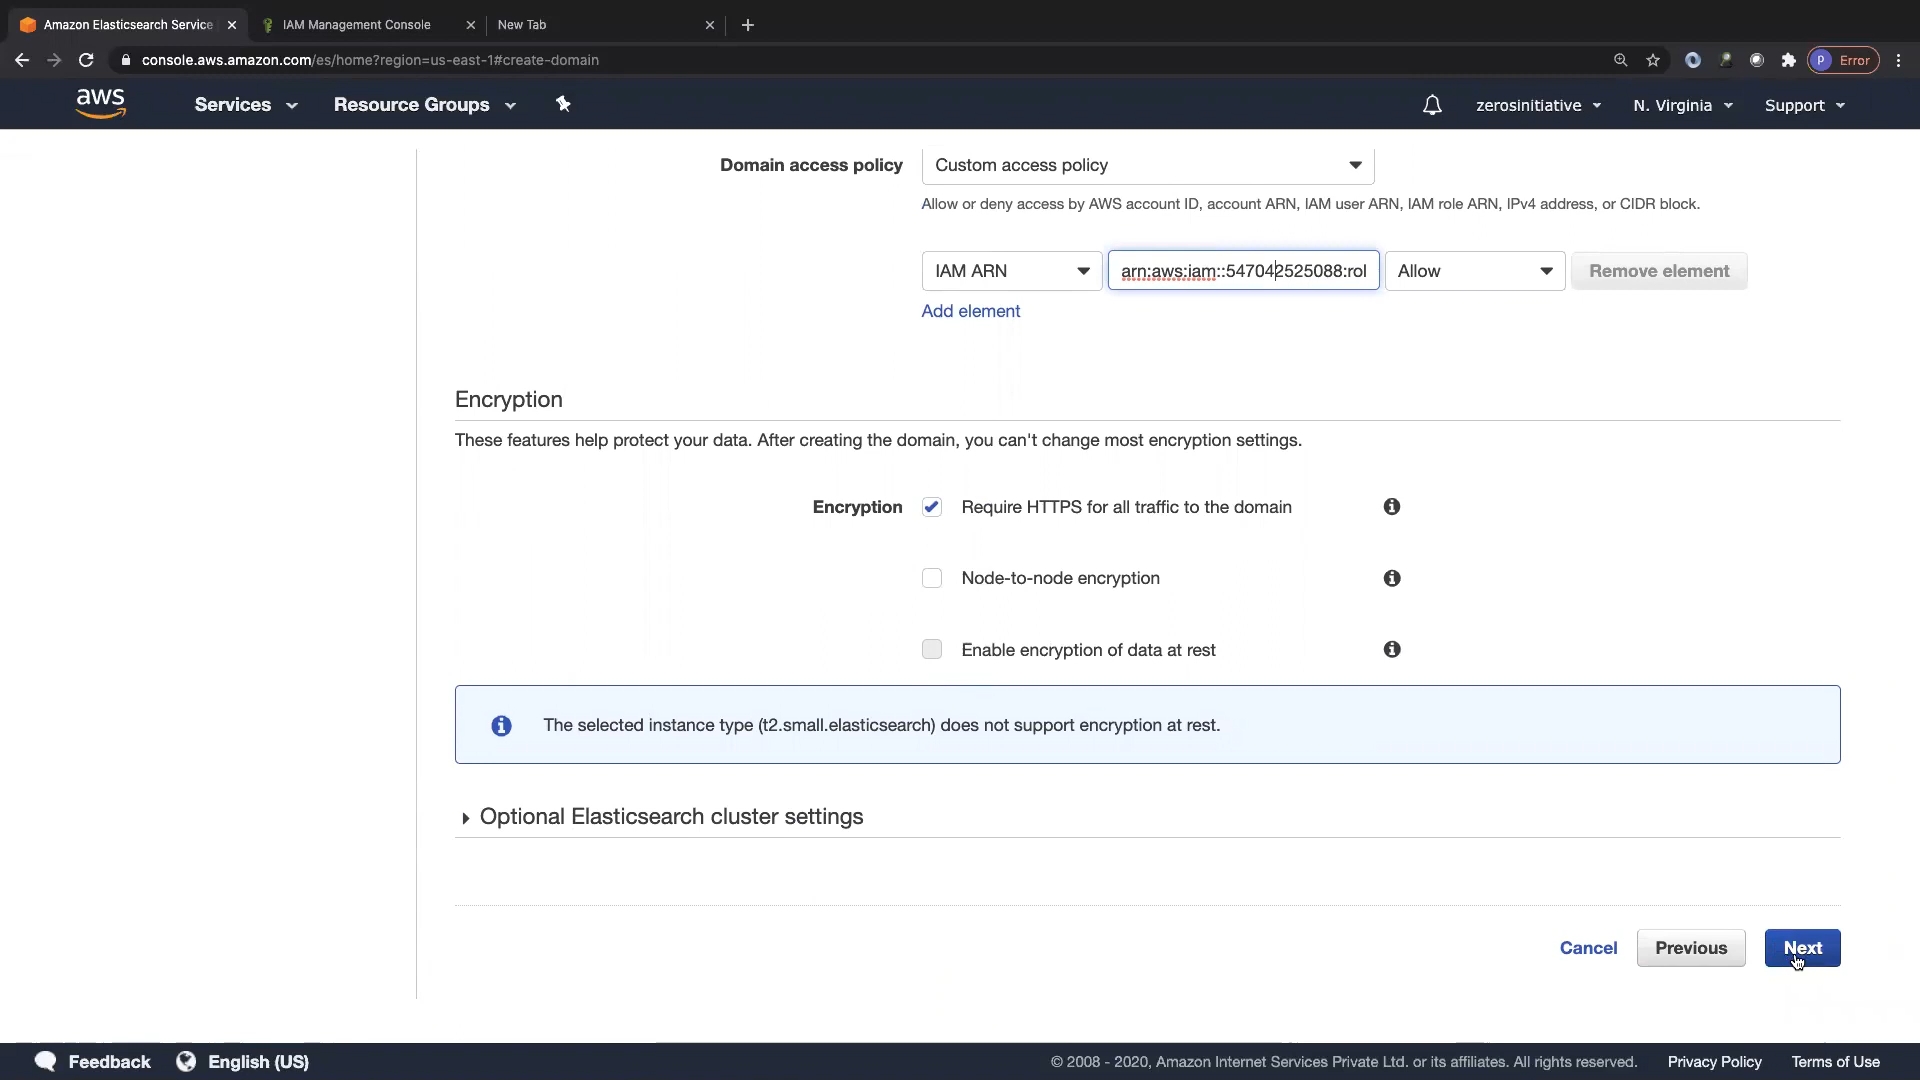 Amazon Elasticsearch Service
IAM Management Console
New Tab
console.aws.amazon.com/es/home?region=us-east-1#create-domain
P Error
aws
Services
Resource Groups
zerosinitiative
N. Virginia
Support
Domain access policy
Custom access policy
Allow or deny access by AWS account ID, account ARN, IAM user ARN, IAM role ARN, IPv4 address, or CIDR block.
IAM ARN
arn:aws:iam::547042525088:rol
Allow
Remove element
Add element
Encryption
These features help protect your data. After creating the domain, you can't change most encryption settings.
Encryption
Require HTTPS for all traffic to the domain
Node-to-node encryption
Enable encryption of data at rest
The selected instance type (t2.small.elasticsearch) does not support encryption at rest.
Optional Elasticsearch cluster settings
Cancel
Previous
Next
Feedback
English (US)
© 2008 - 2020, Amazon Internet Services Private Ltd. or its affiliates. All rights reserved.
Privacy Policy
Terms of Use